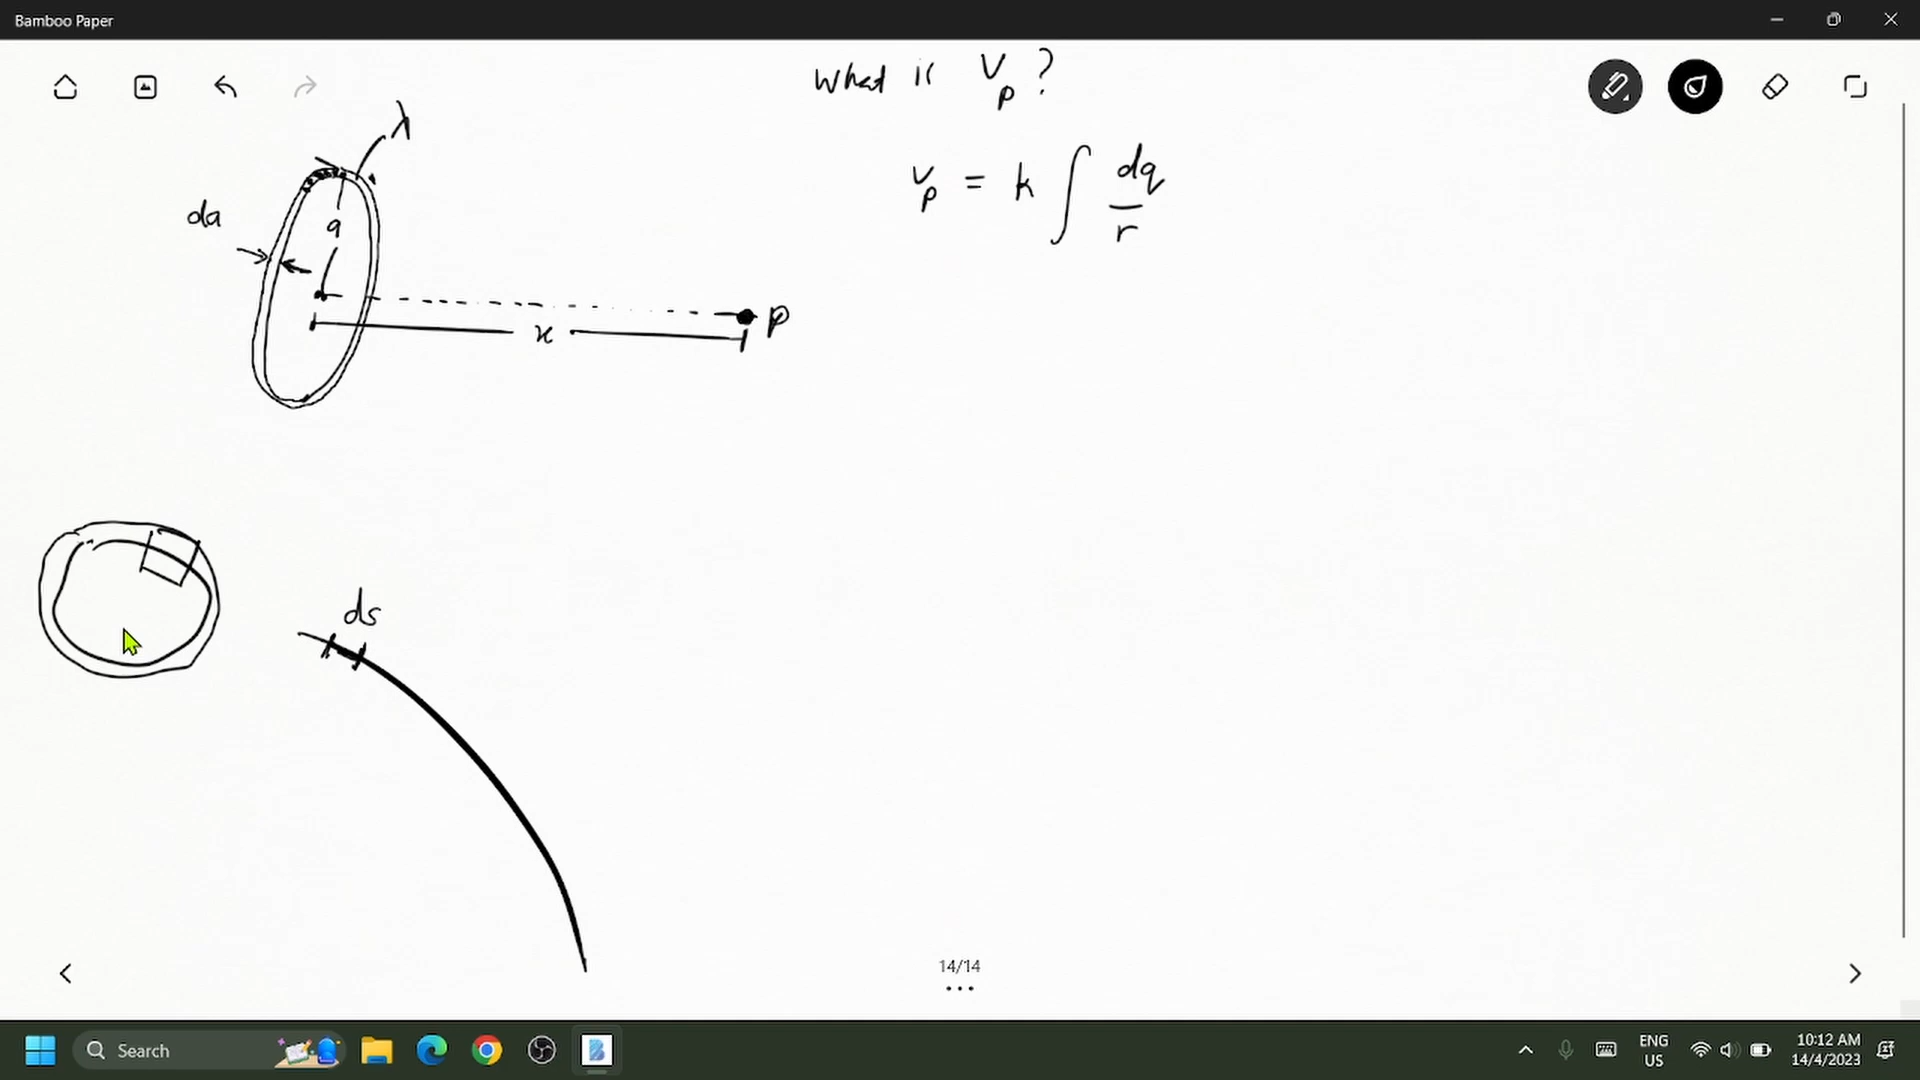 Bamboo Paper
What is Vp?
λ
Vp = k ∫ dq/r
da
a
x
P
ds
14/14
Search
ENG
US
10:12 AM
14/4/2023